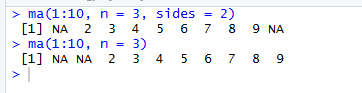 > ma(1:10, n = 3, sides = 2)
[1] NA 2 3 4 5 6 7 8 9 NA
> ma(1:10, n = 3)
[1] NA NA 2 3 4 5 6 7 8 9
>